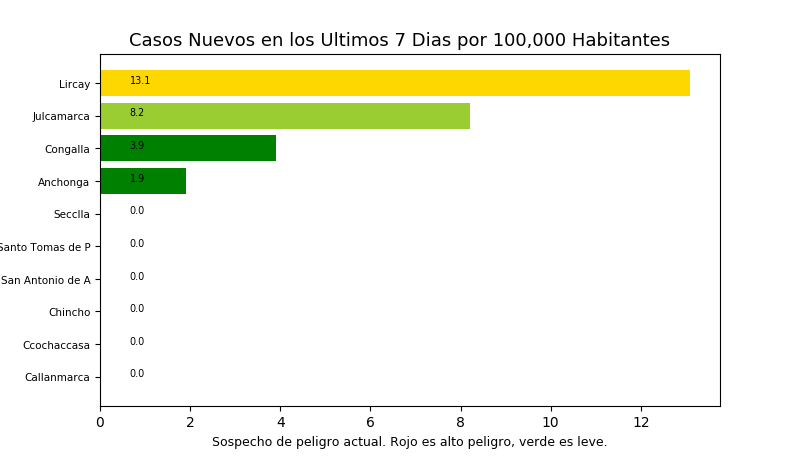 Casos Nuevos en los Ultimos 7 Dias por 100,000 Habitantes
Lircay 13.1
Julcamarca 8.2
Congalla 3.9
Anchonga 1.9
Secclla 0.0
Santo Tomas de P 0.0
San Antonio de A 0.0
Chincho 0.0
Ccochaccasa 0.0
Callanmarca 0.0
0 2 4 6 8 10 12
Sospecho de peligro actual. Rojo es alto peligro, verde es leve.